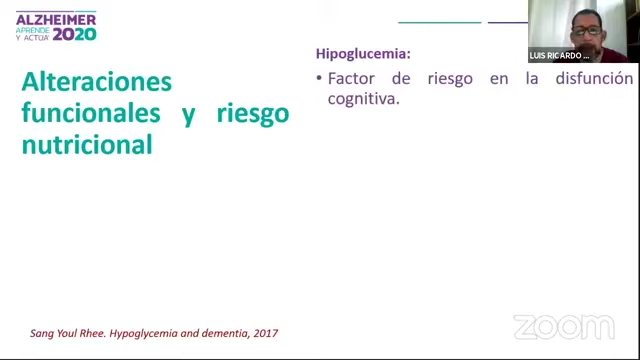 ALZHEIMER
APRENDE
Y ACTÚA 2020
Alteraciones
funcionales y riesgo
nutricional
Hipoglucemia:
• Factor de riesgo en la disfunción
cognitiva.
LUIS RICARDO ...
Sang Youl Rhee. Hypoglycemia and dementia, 2017
zoom